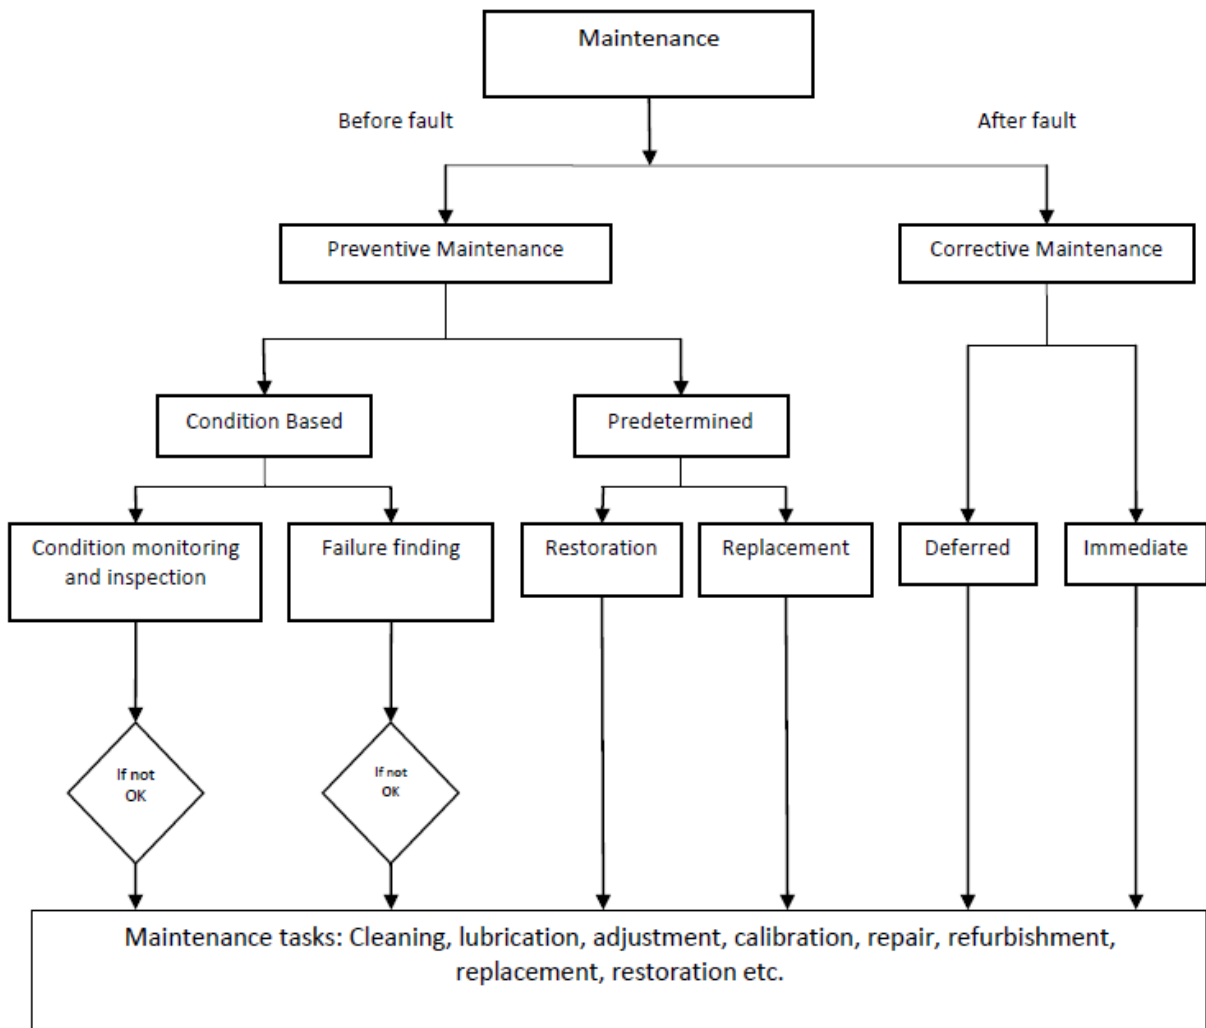 Maintenance
Before fault
After fault
Preventive Maintenance
Corrective Maintenance
Condition Based
Predetermined
Condition monitoring
and inspection
Failure finding
Restoration
Replacement
Deferred
Immediate
If not
OK
If not
OK
Maintenance tasks: Cleaning, lubrication, adjustment, calibration, repair, refurbishment,
replacement, restoration etc.